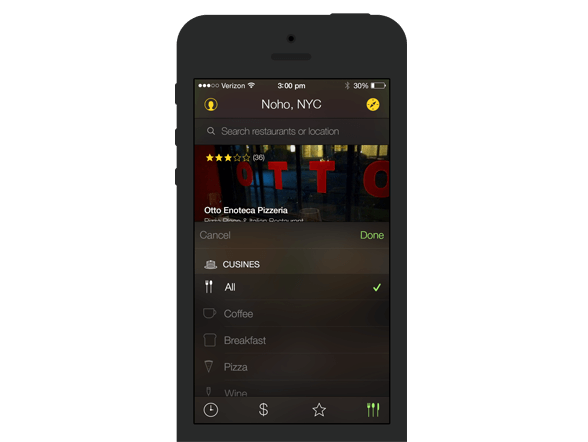 Verizon 3:00 pm 30%
Noho, NYC
Search restaurants or location
(36)
OTTO
Otto Enoteca Pizzeria
Pizza Place & Italian Restaurant
Cancel Done
CUSINES
All
Coffee
Breakfast
Pizza
Wine
$